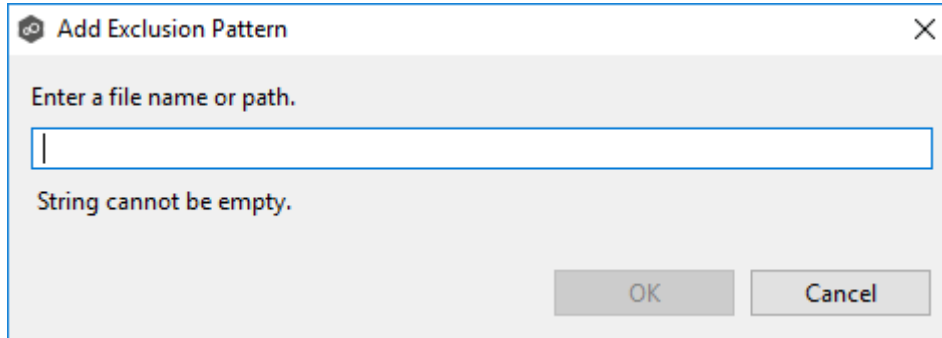 Add Exclusion Pattern
Enter a file name or path.
String cannot be empty.
OK
Cancel